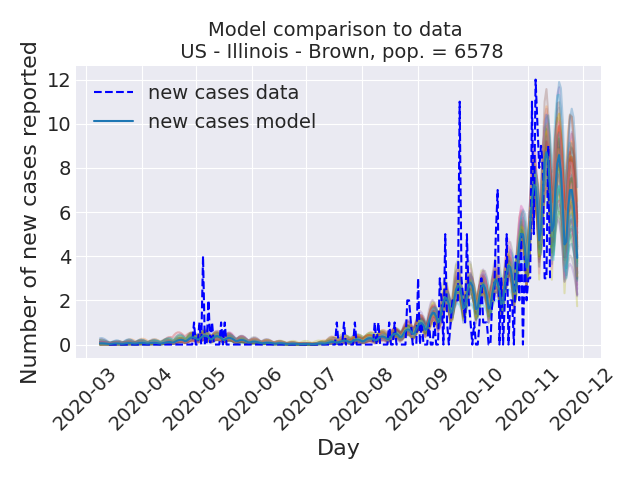 Model comparison to data
US - Illinois - Brown, pop. = 6578
Number of new cases reported
12
10
8
6
4
2
0
new cases data
new cases model
2020-03
2020-04
2020-05
2020-06
2020-07
2020-08
2020-09
2020-10
2020-11
2020-12
Day